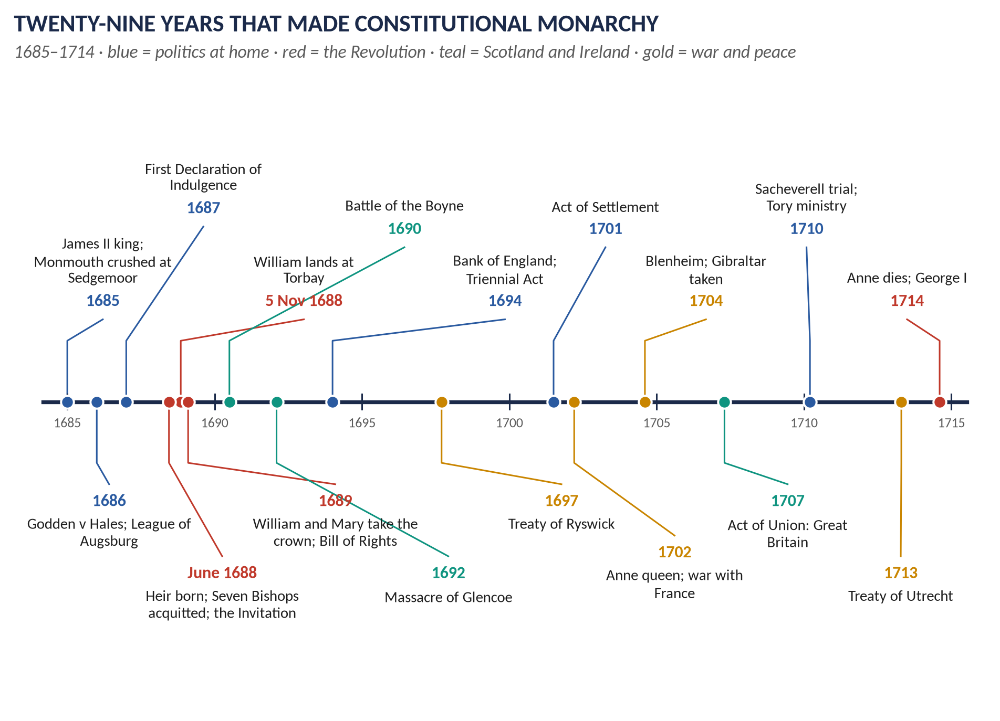 TWENTY-NINE YEARS THAT MADE CONSTITUTIONAL MONARCHY
1685–1714 · blue = politics at home · red = the Revolution · teal = Scotland and Ireland · gold = war and peace
First Declaration of
Indulgence
1687
James II king;
Monmouth crushed at
Sedgemoor
1685
William lands at
Torbay
5 Nov 1688
Battle of the Boyne
1690
Bank of England;
Triennial Act
1694
Act of Settlement
1701
Blenheim; Gibraltar
taken
1704
Sacheverell trial;
Tory ministry
1710
Anne dies; George I
1714
1685
1690
1695
1700
1705
1710
1715
1686
Godden v Hales; League of
Augsburg
June 1688
Heir born; Seven Bishops
acquitted; the Invitation
1689
William and Mary take the
crown; Bill of Rights
1692
Massacre of Glencoe
1697
Treaty of Ryswick
1702
Anne queen; war with
France
1707
Act of Union: Great
Britain
1713
Treaty of Utrecht